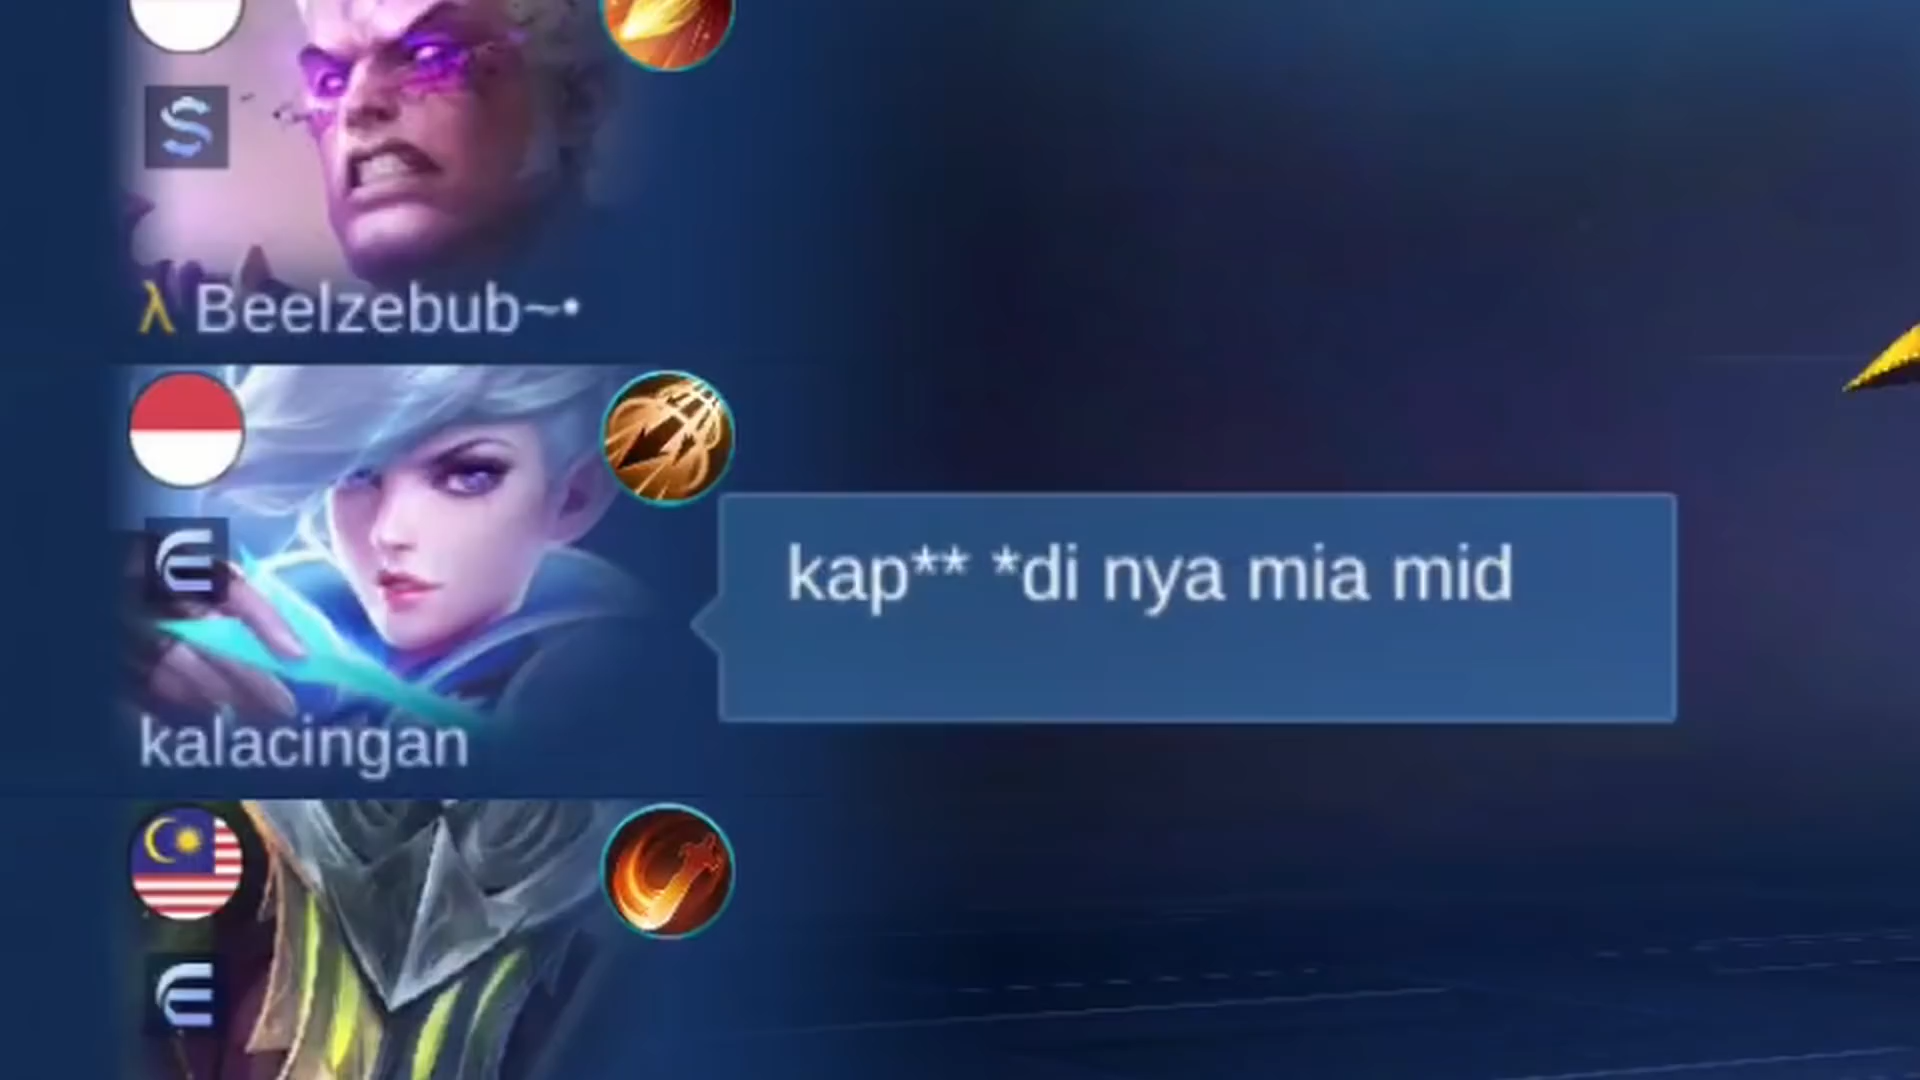 λ Beelzebub~•
kap** *di nya mia mid
kalacingan